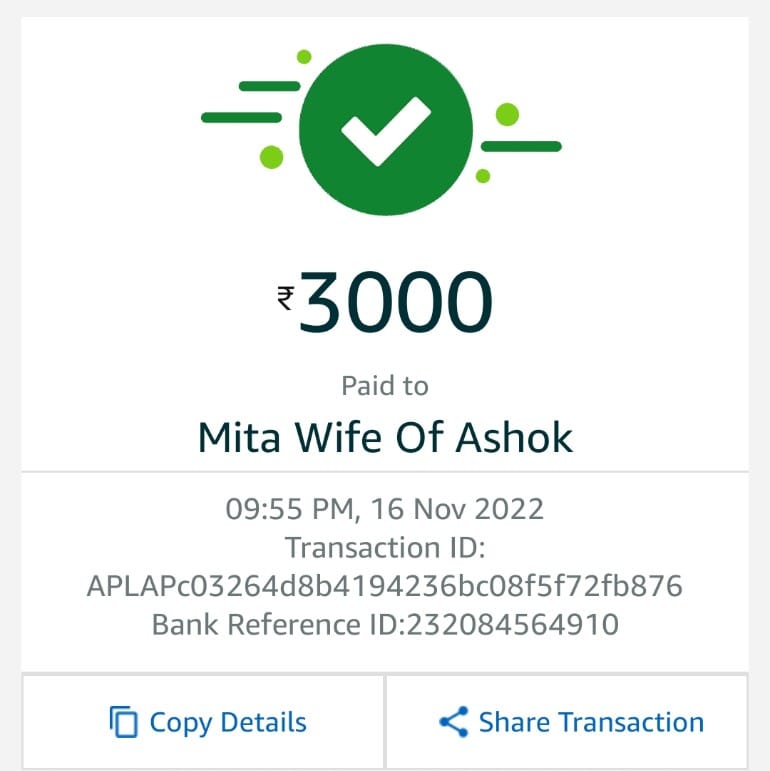 ₹3000
Paid to
Mita Wife Of Ashok
09:55 PM, 16 Nov 2022
Transaction ID:
APLAPc03264d8b4194236bc08f5f72fb876
Bank Reference ID:232084564910
Copy Details
Share Transaction